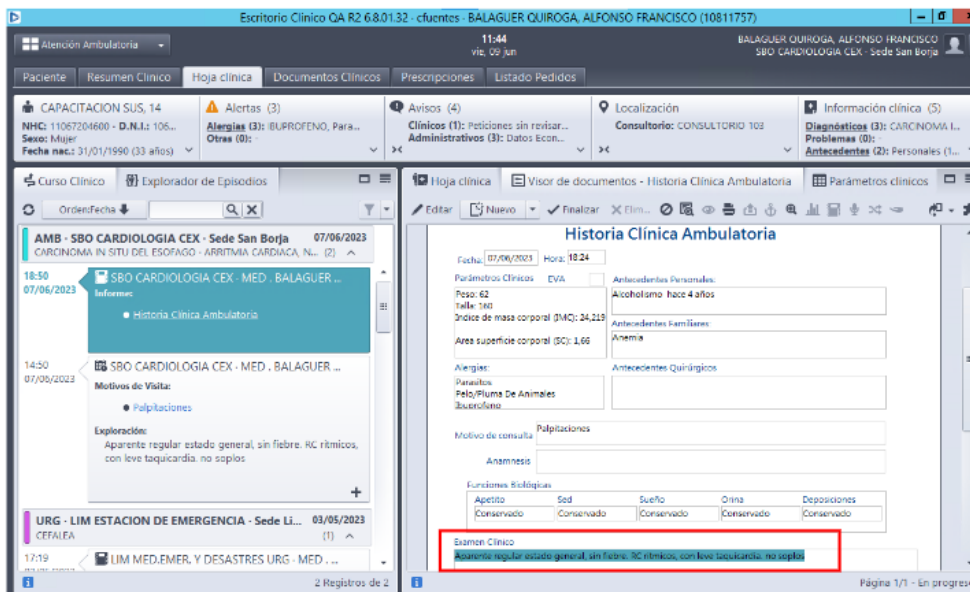 Escritorio Clinico QA R2 6.8.01.32 - cfuentes - BALAGUER QUIROGA, ALFONSO FRANCISCO (10811757)
Atención Ambulatoria
11:44
vie, 09 jun
BALAGUER QUIROGA, ALFONSO FRANCISCO
SBO CARDIOLOGIA CEX - Sede San Borja
Paciente
Resumen Clinico
Hoja clínica
Documentos Clínicos
Prescripciones
Listado Pedidos
CAPACITACION SUS, 14
NHC: 11067204600 - D.N.I.: 106...
Sexo: Mujer
Fecha nac.: 31/01/1990 (33 años)
Alertas (3)
Alergias (3): IBUPROFENO, Para...
Otras (0): -
Avisos (4)
Clínicos (1): Peticiones sin revisar...
Administrativos (3): Datos Econ...
Localización
Consultorio: CONSULTORIO 103
Información clínica (5)
Diagnósticos (3): CARCINOMA I...
Problemas (0): -
Antecedentes (2): Personales (1...
Curso Clínico
Explorador de Episodios
Orden:Fecha
AMB - SBO CARDIOLOGIA CEX - Sede San Borja 07/06/2023
CARCINOMA IN SITU DEL ESOFAGO - ARRITMIA CARDIACA, N... (2)
18:50
07/06/2023
SBO CARDIOLOGIA CEX - MED . BALAGUER ...
Informe:
Historia Clínica Ambulatoria
14:50
07/06/2023
SBO CARDIOLOGIA CEX - MED . BALAGUER ...
Motivos de Visita:
Palpitaciones
Exploración:
Aparente regular estado general, sin fiebre. RC ritmicos,
con leve taquicardia. no soplos
URG - LIM ESTACION DE EMERGENCIA - Sede Li... 03/05/2023
CEFALEA (1)
17:19
LIM MED.EMER. Y DESASTRES URG - MED . ...
2 Registros de 2
Hoja clínica
Visor de documentos - Historia Clínica Ambulatoria
Parámetros clinicos
Editar
Nuevo
Finalizar
Elim...
Historia Clínica Ambulatoria
Fecha: 07/06/2023 Hora: 18:24
Parámetros Clínicos EVA
Peso: 62
Talla: 160
Indice de masa corporal (IMC): 24,219
Area superficie corporal (SC): 1,66
Antecedentes Personales:
Alcoholismo hace 4 años
Antecedentes Familiares:
Anemia
Alergias:
Parasitos
Pelo/Pluma De Animales
Ibuprofeno
Antecedentes Quirúrgicos
Motivo de consulta Palpitaciones
Anamnesis
Funciones Biológicas
Apetito Sed Sueño Orina Deposiciones
Conservado Conservado Conservado Conservado Conservado
Examen Clínico
Aparente regular estado general, sin fiebre. RC ritmicos, con leve taquicardia. no soplos
Página 1/1 - En progreso